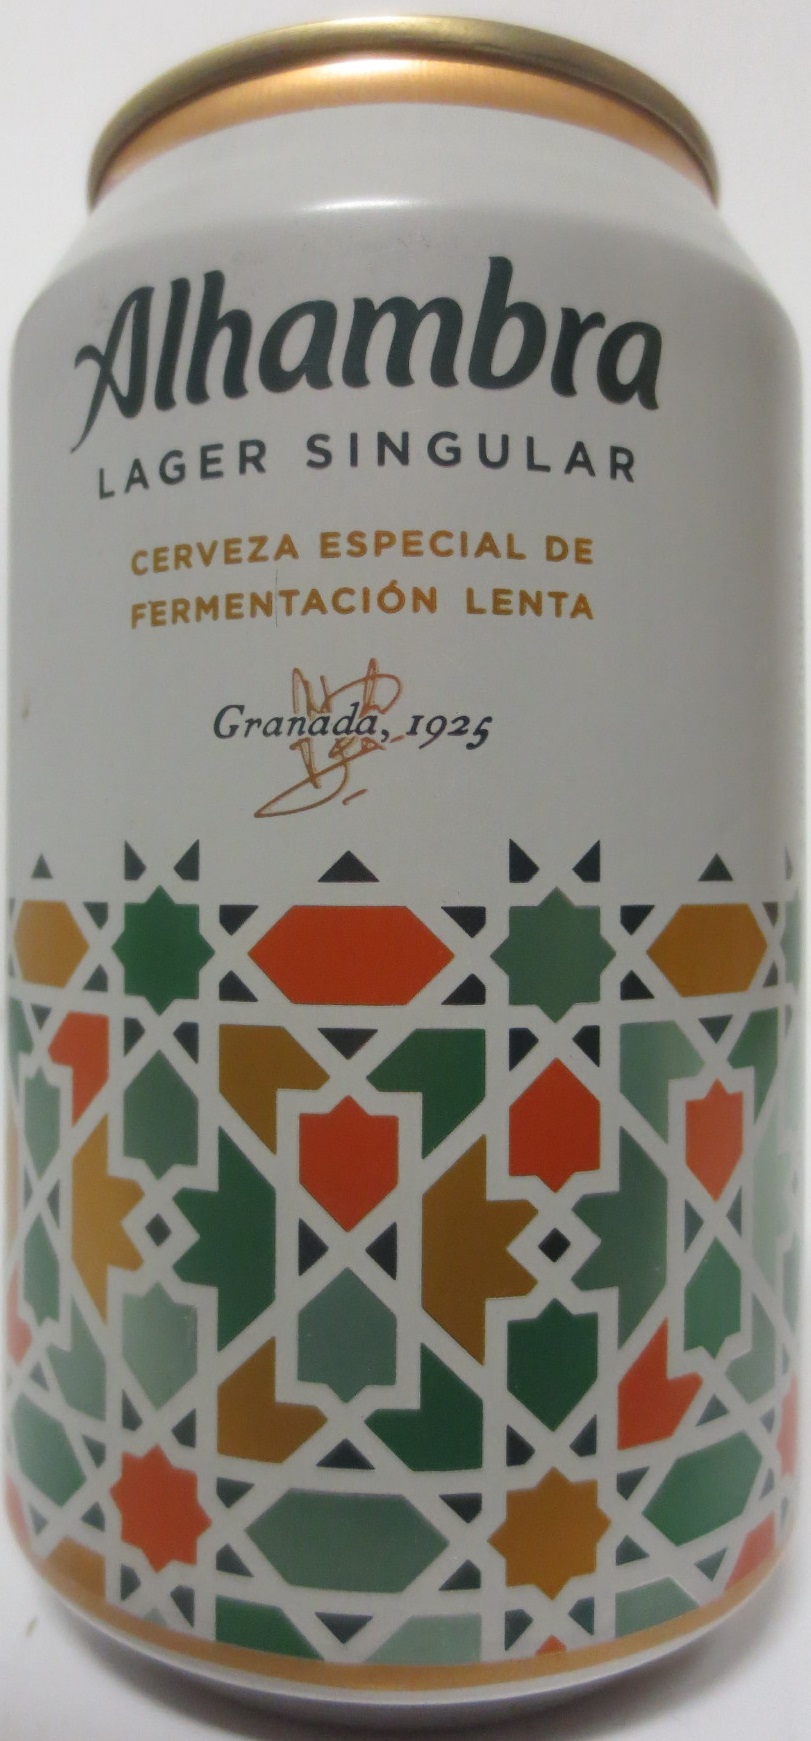 Alhambra
LAGER SINGULAR
CERVEZA ESPECIAL DE
FERMENTACIÓN LENTA
Granada, 1925